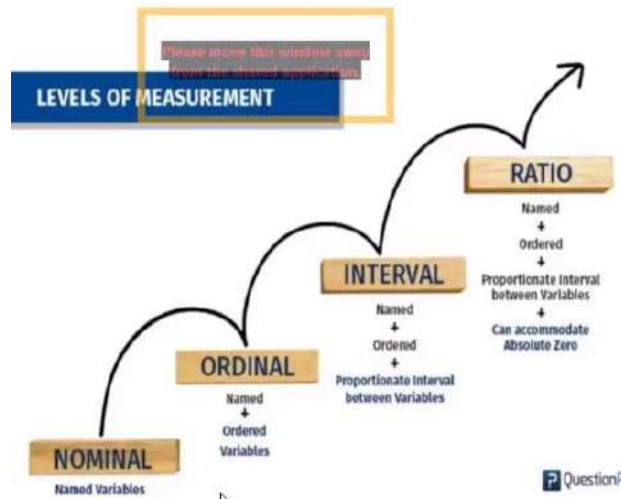 Please move this window away
from the shared application.
LEVELS OF MEASUREMENT
RATIO
Named
+
Ordered
+
Proportionate Interval
between Variables
+
Can accommodate
Absolute Zero
INTERVAL
Named
+
Ordered
+
Proportionate Interval
between Variables
ORDINAL
Named
+
Ordered
Variables
NOMINAL
Named Variables
QuestionP